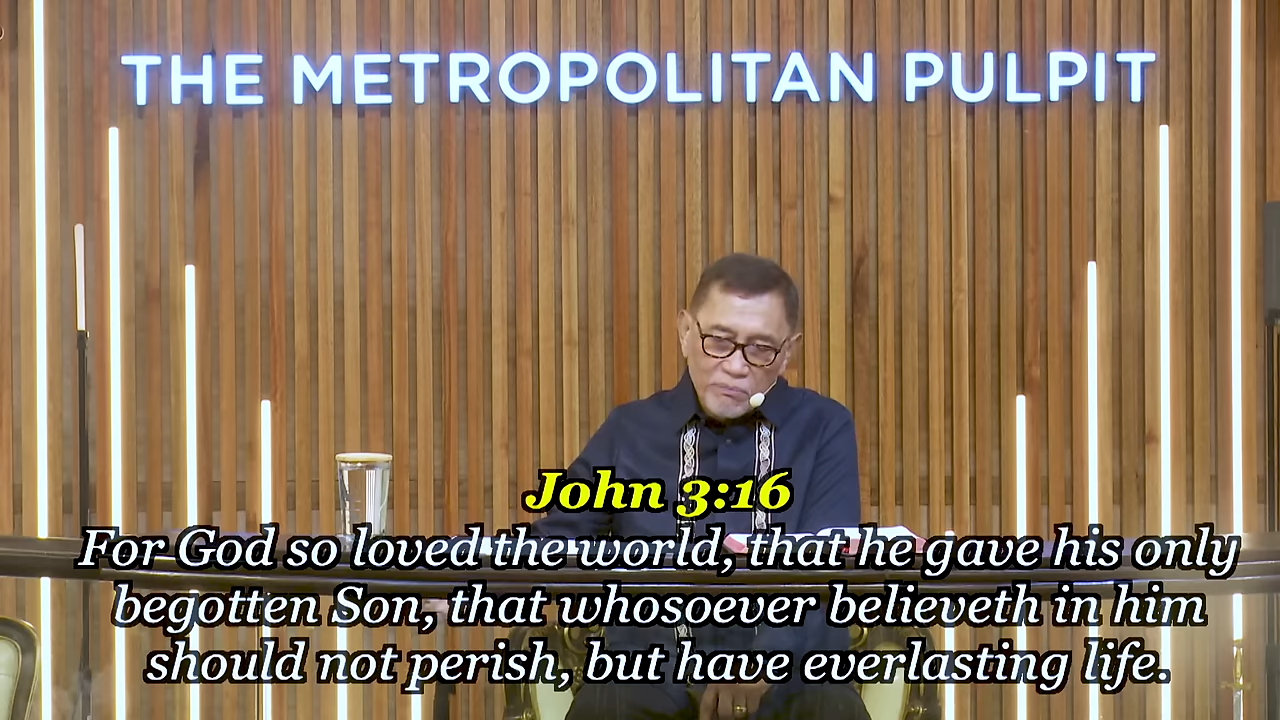 THE METROPOLITAN PULPIT
John 3:16
For God so loved the world, that he gave his only
begotten Son, that whosoever believeth in him
should not perish, but have everlasting life.